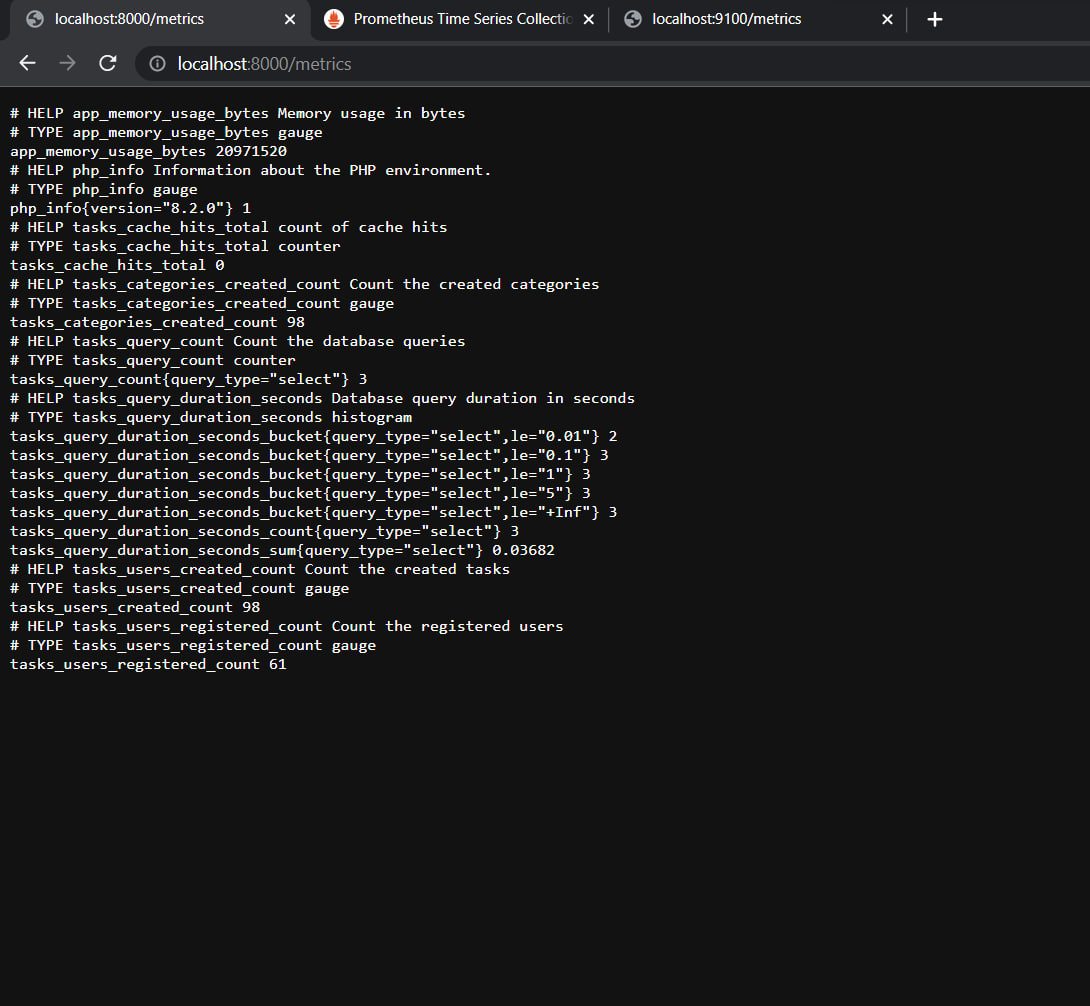 localhost:8000/metrics
Prometheus Time Series Collectio
localhost:9100/metrics
localhost:8000/metrics
# HELP app_memory_usage_bytes Memory usage in bytes
# TYPE app_memory_usage_bytes gauge
app_memory_usage_bytes 20971520
# HELP php_info Information about the PHP environment.
# TYPE php_info gauge
php_info{version="8.2.0"} 1
# HELP tasks_cache_hits_total count of cache hits
# TYPE tasks_cache_hits_total counter
tasks_cache_hits_total 0
# HELP tasks_categories_created_count Count the created categories
# TYPE tasks_categories_created_count gauge
tasks_categories_created_count 98
# HELP tasks_query_count Count the database queries
# TYPE tasks_query_count counter
tasks_query_count{query_type="select"} 3
# HELP tasks_query_duration_seconds Database query duration in seconds
# TYPE tasks_query_duration_seconds histogram
tasks_query_duration_seconds_bucket{query_type="select",le="0.01"} 2
tasks_query_duration_seconds_bucket{query_type="select",le="0.1"} 3
tasks_query_duration_seconds_bucket{query_type="select",le="1"} 3
tasks_query_duration_seconds_bucket{query_type="select",le="5"} 3
tasks_query_duration_seconds_bucket{query_type="select",le="+Inf"} 3
tasks_query_duration_seconds_count{query_type="select"} 3
tasks_query_duration_seconds_sum{query_type="select"} 0.03682
# HELP tasks_users_created_count Count the created tasks
# TYPE tasks_users_created_count gauge
tasks_users_created_count 98
# HELP tasks_users_registered_count Count the registered users
# TYPE tasks_users_registered_count gauge
tasks_users_registered_count 61